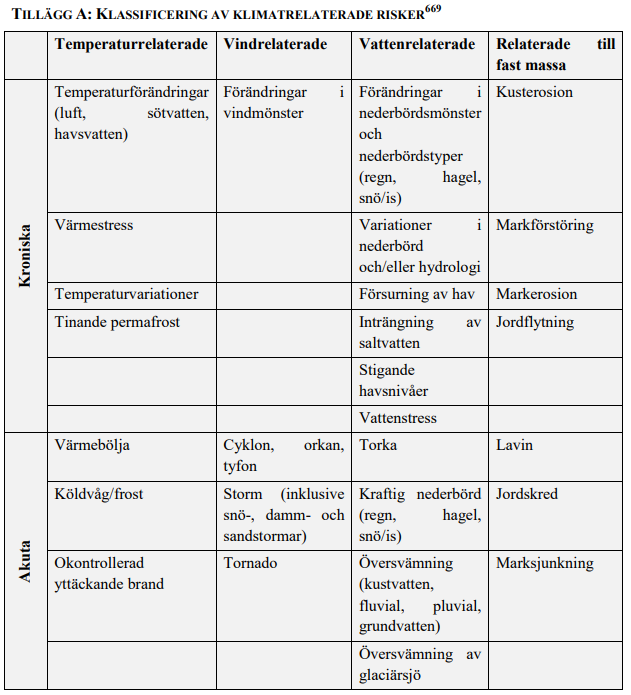 TILLÄGG A: KLASSIFICERING AV KLIMATRELATERADE RISKER669
Temperaturrelaterade Vindrelaterade Vattenrelaterade Relaterade till
fast massa
Kroniska
Temperaturförändringar
(luft, sötvatten,
havsvatten)
Förändringar i
vindmönster
Förändringar i
nederbördsmönster
och
nederbördstyper
(regn, hagel,
snö/is)
Kusterosion
Värmestress
Variationer i
nederbörd
och/eller hydrologi
Markförstöring
Temperaturvariationer
Försurning av hav
Markerosion
Tinande permafrost
Inträngning av
saltvatten
Jordflytning
Stigande
havsnivåer
Vattenstress
Akuta
Värmebölja
Cyklon, orkan,
tyfon
Torka
Lavin
Köldvåg/frost
Storm (inklusive
snö-, damm- och
sandstormar)
Kraftig nederbörd
(regn, hagel,
snö/is)
Jordskred
Okontrollerad
yttäckande brand
Tornado
Översvämning
(kustvatten,
fluvial, pluvial,
grundvatten)
Marksjunkning
Översvämning av
glaciärsjö